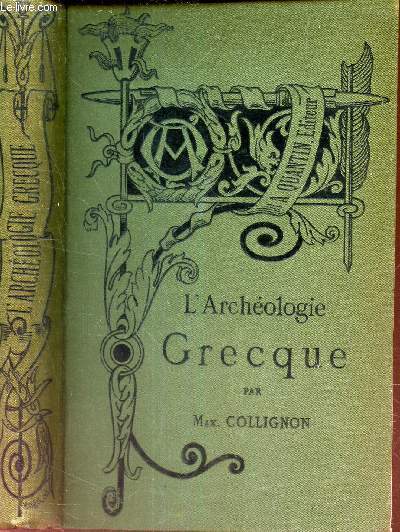 Le-livre.com
A. QUANTIN Editeur
L'Archéologie
Grecque
PAR
Max. COLLIGNON
L'ARCHÉOLOGIE GRECQUE